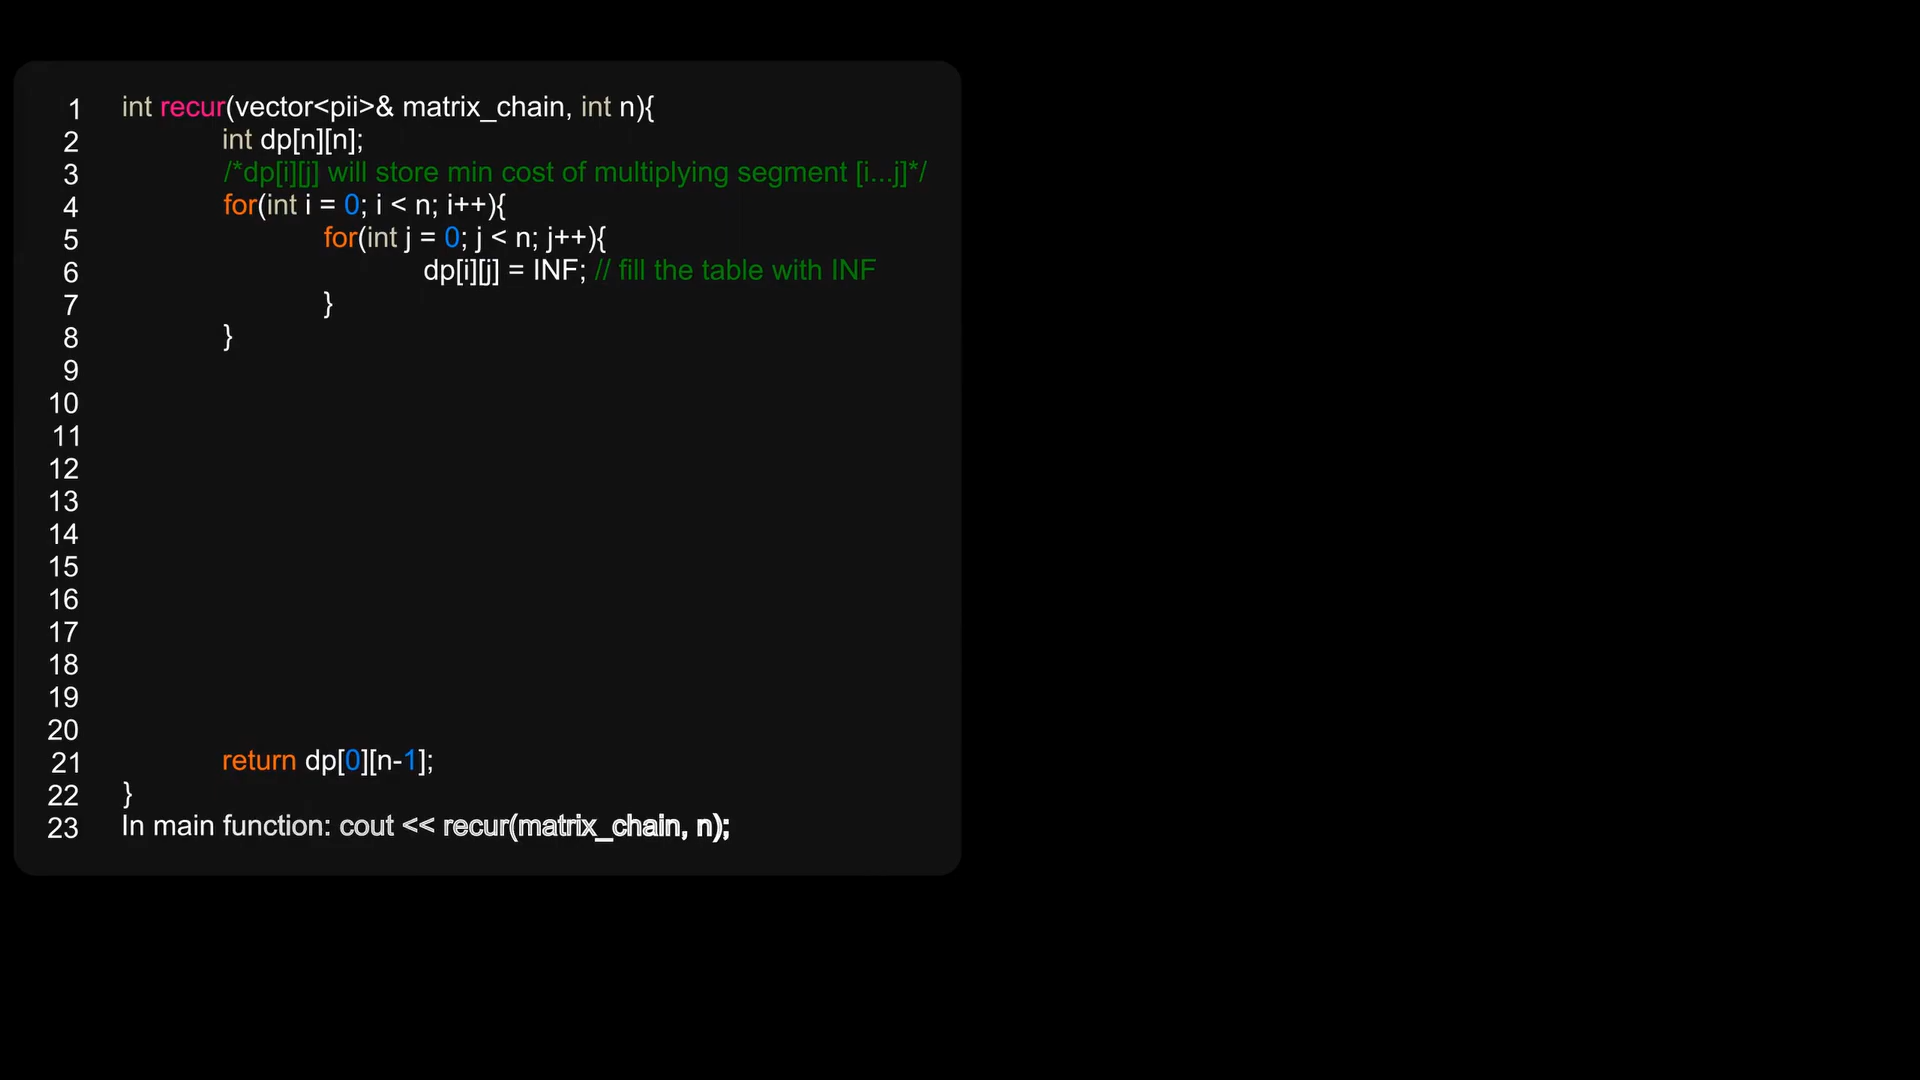 1 int recur(vector<pii>& matrix_chain, int n){
2 int dp[n][n];
3 /*dp[i][j] will store min cost of multiplying segment [i...j]*/
4 for(int i = 0; i < n; i++){
5 for(int j = 0; j < n; j++){
6 dp[i][j] = INF; // fill the table with INF
7 }
8 }
9
10
11
12
13
14
15
16
17
18
19
20
21 return dp[0][n-1];
22 }
23 In main function: cout << recur(matrix_chain, n);